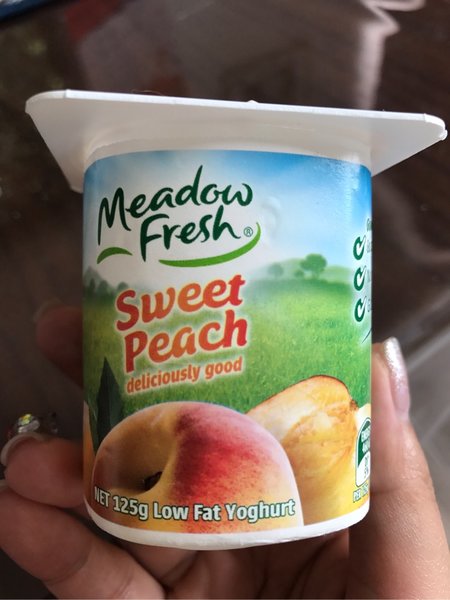 Meadow
Fresh®
Sweet
Peach
deliciously good
NET 125g Low Fat Yoghurt